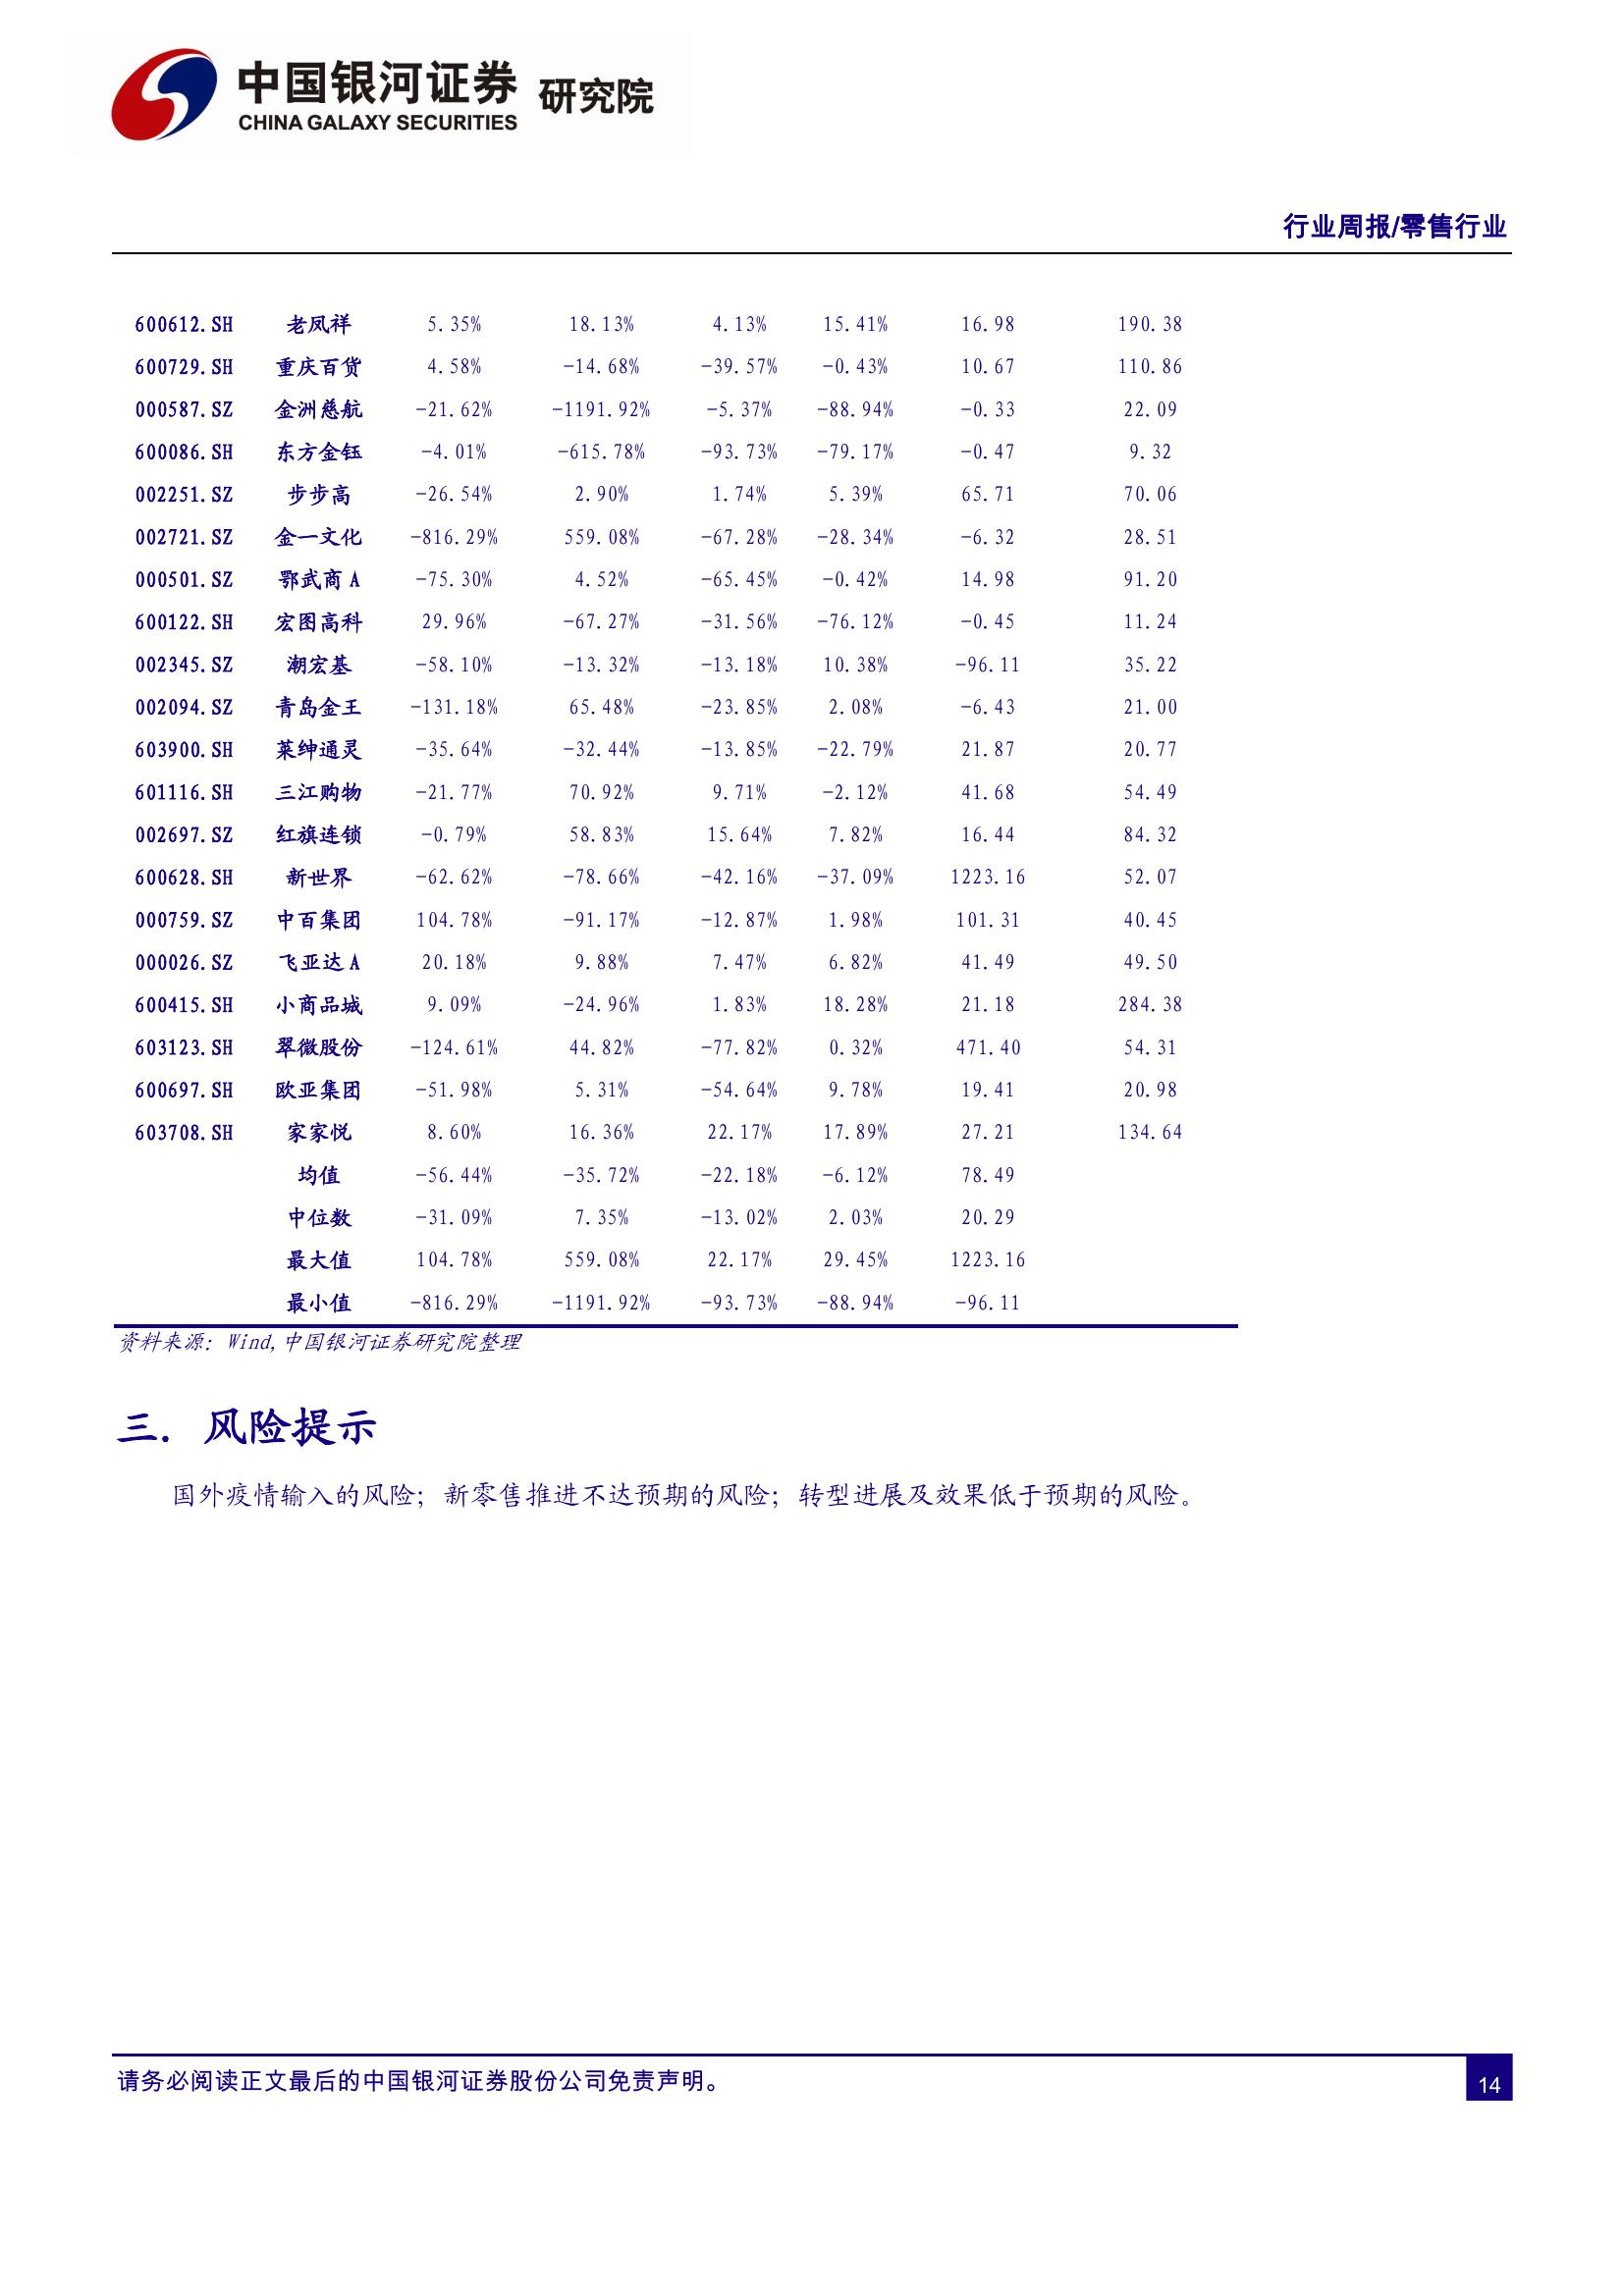 中国银河证券 研究院
CHINA GALAXY SECURITIES
行业周报/零售行业
600612.SH 老凤祥 5.35% 18.13% 4.13% 15.41% 16.98 190.38
600729.SH 重庆百货 4.58% -14.68% -39.57% -0.43% 10.67 110.86
000587.SZ 金洲慈航 -21.62% -1191.92% -5.37% -88.94% -0.33 22.09
600086.SH 东方金钰 -4.01% -615.78% -93.73% -79.17% -0.47 9.32
002251.SZ 步步高 -26.54% 2.90% 1.74% 5.39% 65.71 70.06
002721.SZ 金一文化 -816.29% 559.08% -67.28% -28.34% -6.32 28.51
000501.SZ 鄂武商 A -75.30% 4.52% -65.45% -0.42% 14.98 91.20
600122.SH 宏图高科 29.96% -67.27% -31.56% -76.12% -0.45 11.24
002345.SZ 潮宏基 -58.10% -13.32% -13.18% 10.38% -96.11 35.22
002094.SZ 青岛金王 -131.18% 65.48% -23.85% 2.08% -6.43 21.00
603900.SH 莱绅通灵 -35.64% -32.44% -13.85% -22.79% 21.87 20.77
601116.SH 三江购物 -21.77% 70.92% 9.71% -2.12% 41.68 54.49
002697.SZ 红旗连锁 -0.79% 58.83% 15.64% 7.82% 16.44 84.32
600628.SH 新世界 -62.62% -78.66% -42.16% -37.09% 1223.16 52.07
000759.SZ 中百集团 104.78% -91.17% -12.87% 1.98% 101.31 40.45
000026.SZ 飞亚达 A 20.18% 9.88% 7.47% 6.82% 41.49 49.50
600415.SH 小商品城 9.09% -24.96% 1.83% 18.28% 21.18 284.38
603123.SH 翠微股份 -124.61% 44.82% -77.82% 0.32% 471.40 54.31
600697.SH 欧亚集团 -51.98% 5.31% -54.64% 9.78% 19.41 20.98
603708.SH 家家悦 8.60% 16.36% 22.17% 17.89% 27.21 134.64
均值 -56.44% -35.72% -22.18% -6.12% 78.49
中位数 -31.09% 7.35% -13.02% 2.03% 20.29
最大值 104.78% 559.08% 22.17% 29.45% 1223.16
最小值 -816.29% -1191.92% -93.73% -88.94% -96.11
资料来源：Wind,中国银河证券研究院整理
三. 风险提示
国外疫情输入的风险；新零售推进不达预期的风险；转型进展及效果低于预期的风险。
请务必阅读正文最后的中国银河证券股份公司免责声明。
14